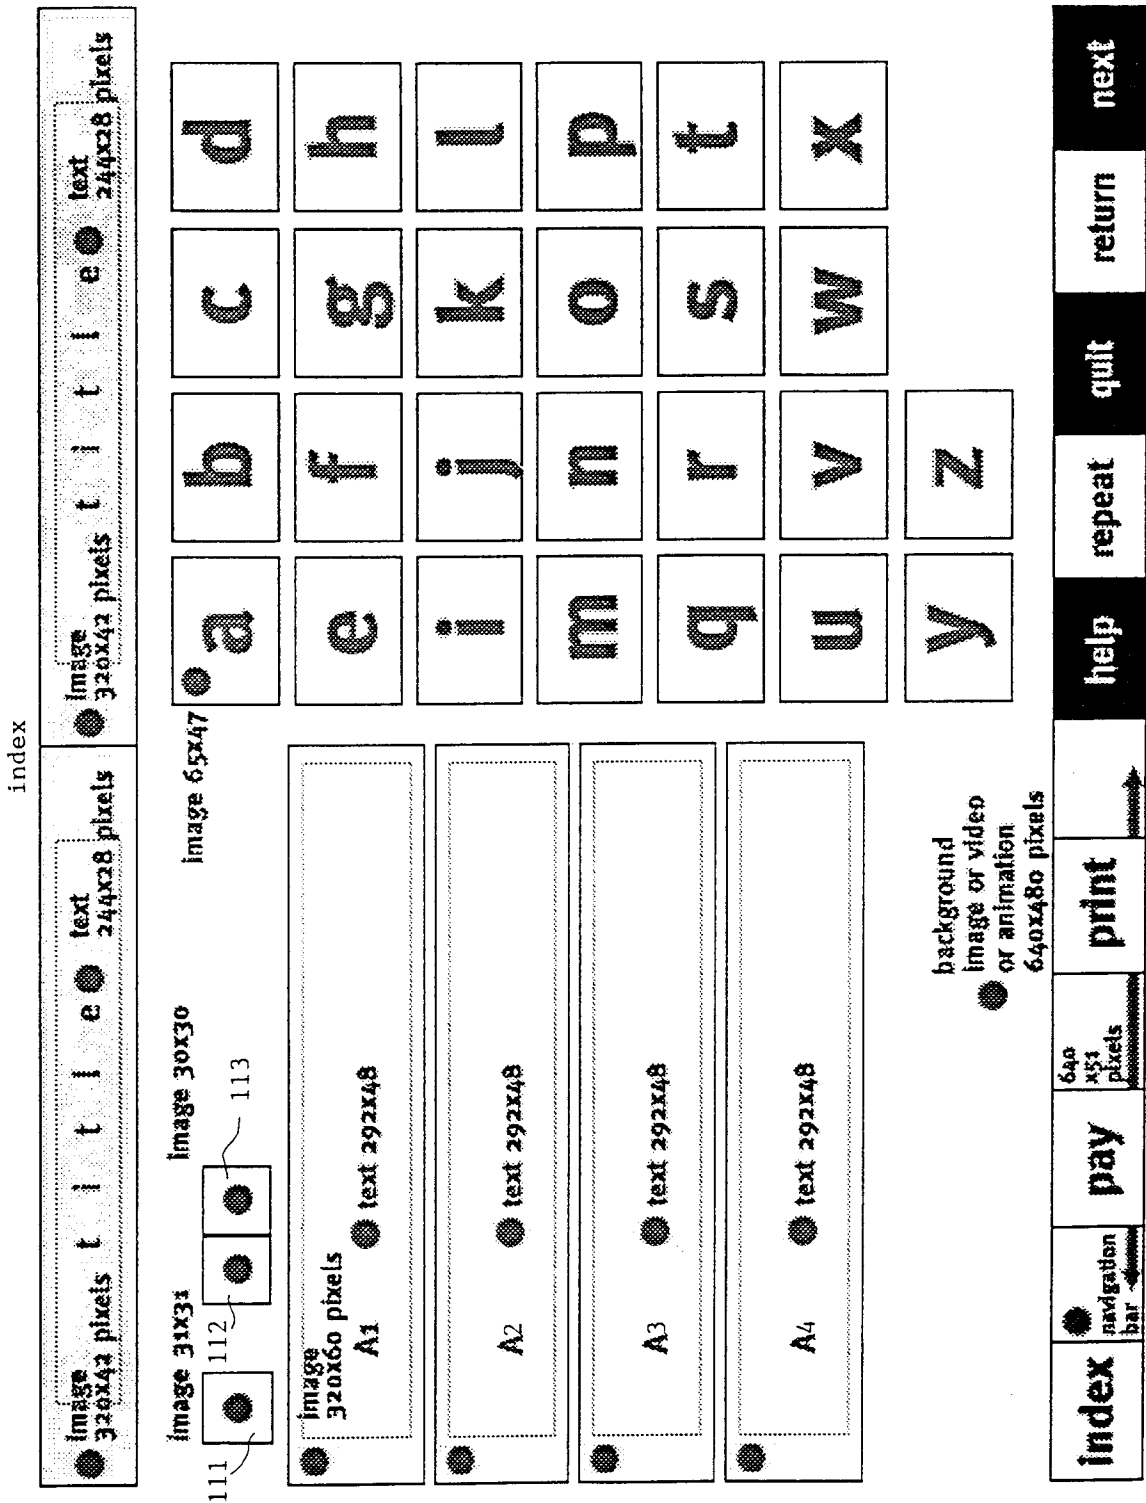 index
image
320x42 pixels
title
text
244x28 pixels
image
320x42 pixels
title
text
244x28 pixels
image 31x31
image 30x30
111
112
113
image 65x47
a b c d
e f g h
i j k l
m n o p
q r s t
u v w x
y z
image
320x60 pixels
A1
text 292x48
A2
text 292x48
A3
text 292x48
A4
text 292x48
background
image or video
or animation
640x480 pixels
index
navigation
bar
pay
640
x51
pixels
print
help
repeat
quit
return
next